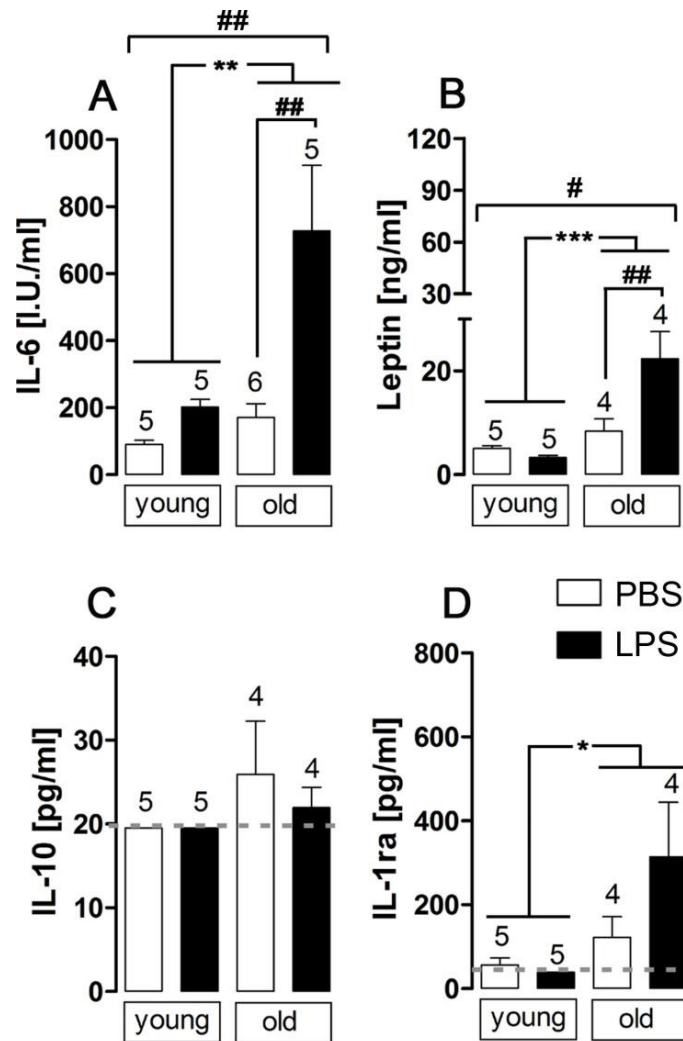 ##
**
A
##
1000
800
600
400
200
0
IL-6 [I.U./ml]
5
5
6
5
young
old
B
120
90
60
30
20
0
Leptin [ng/ml]
#
***
##
5
5
4
4
young
old
C
40
30
20
10
0
IL-10 [pg/ml]
5
5
4
4
young
old
PBS
LPS
D
800
600
400
200
0
IL-1ra [pg/ml]
*
5
5
4
4
young
old